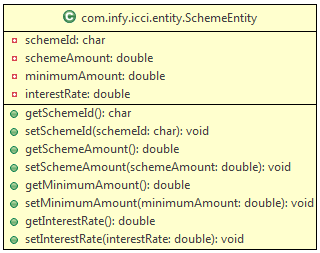 C com.infy.icci.entity.SchemeEntity
schemeId: char
schemeAmount: double
minimumAmount: double
interestRate: double
getSchemeId(): char
setSchemeId(schemeId: char): void
getSchemeAmount(): double
setSchemeAmount(schemeAmount: double): void
getMinimumAmount(): double
setMinimumAmount(minimumAmount: double): void
getInterestRate(): double
setInterestRate(interestRate: double): void